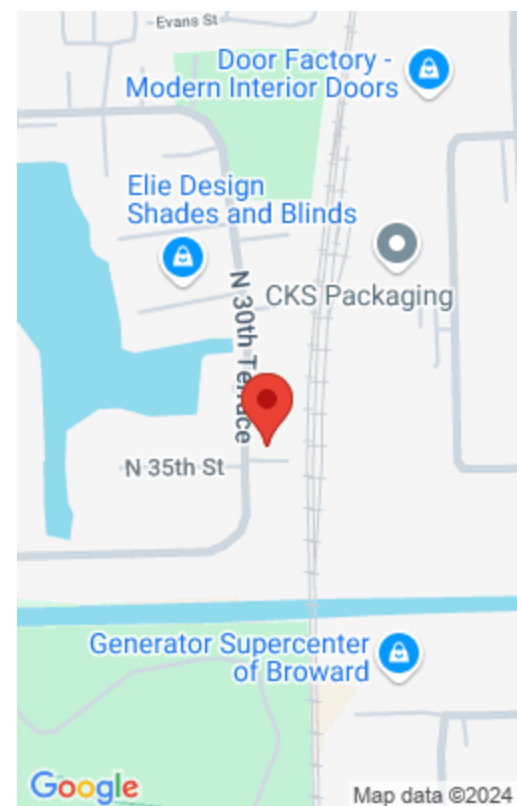 Evans St
Door Factory -
Modern Interior Doors
Elie Design
Shades and Blinds
CKS Packaging
N 30th Terrace
N 35th St
Generator Supercenter
of Broward
Google
Map data ©2024